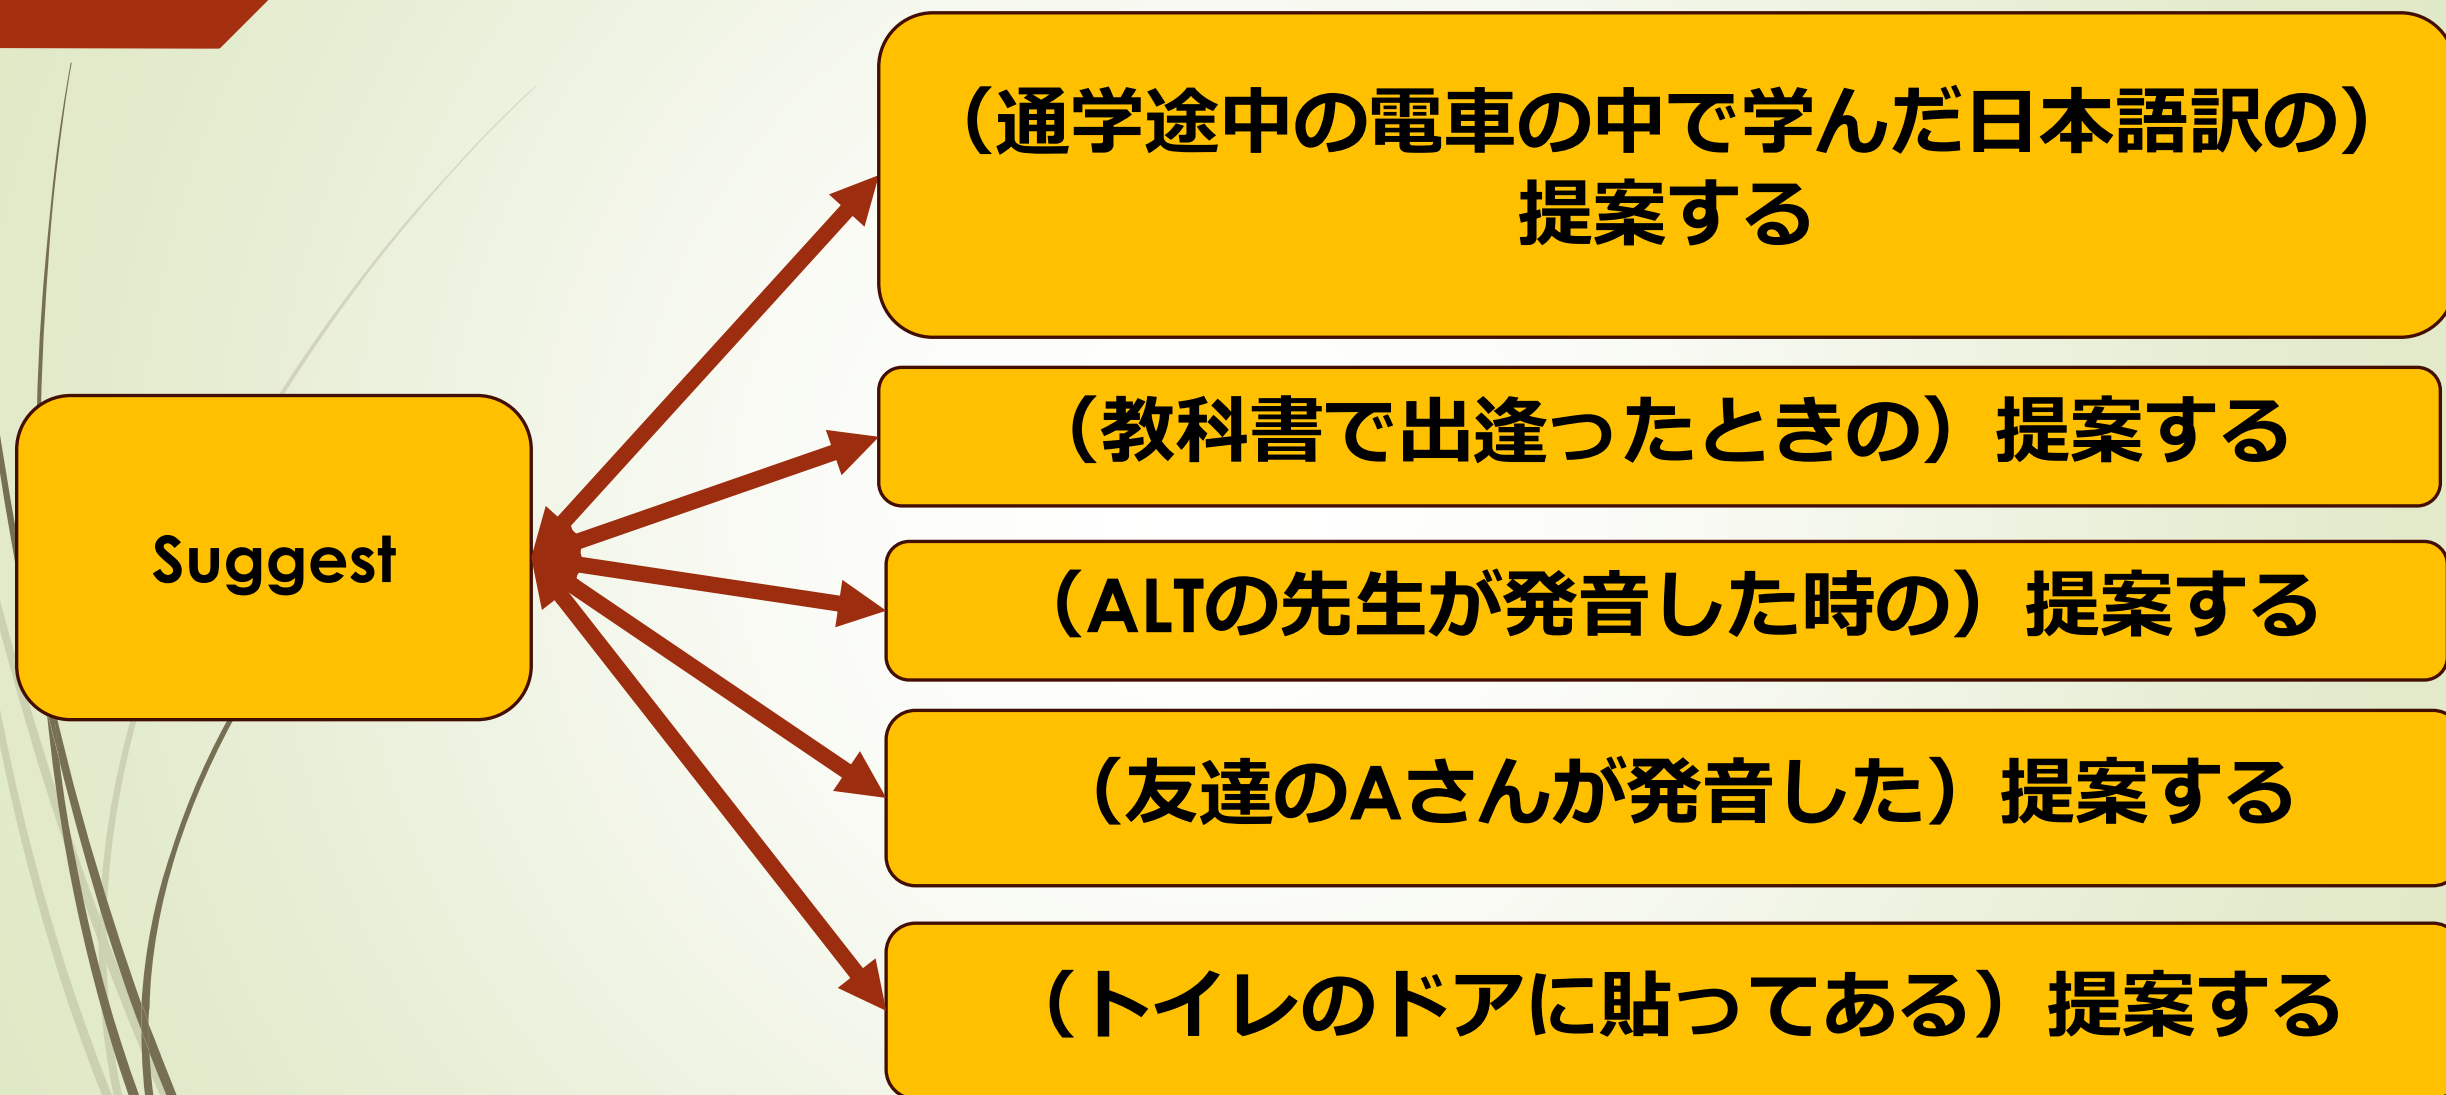 （通学途中の電車の中で学んだ日本語訳の）
提案する
（教科書で出逢ったときの）提案する
Suggest
（ALTの先生が発音した時の）提案する
（友達のAさんが発音した）提案する
（トイレのドアに貼ってある）提案する